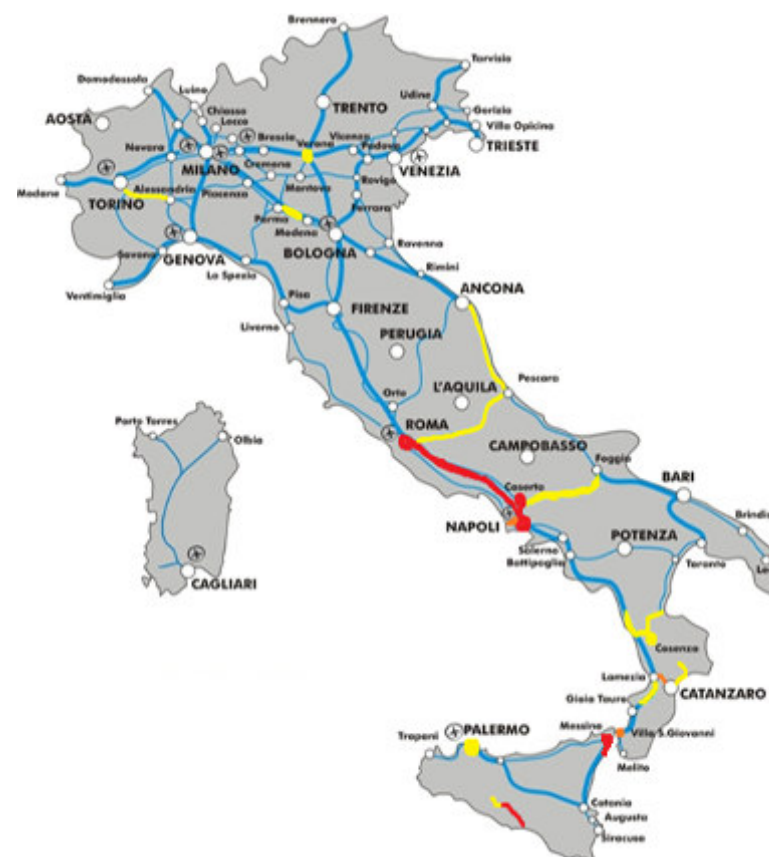 Brennero
Tarvisio
Domodossola
Luino
Udine
TRENTO
Chiasso
Gorizia
AOSTA
Lecco
Villa Opicina
Brescia
Vicenza
Novara
Verona
Padova
TRIESTE
MILANO
Cremona
VENEZIA
Modane
Alessandria
Mantova
Rovigo
TORINO
Piacenza
Ferrara
Parma
Modena
Savona
GENOVA
BOLOGNA
Ravenna
La Spezia
Rimini
Ventimiglia
Pisa
ANCONA
FIRENZE
Livorno
PERUGIA
Pescara
L'AQUILA
Orte
Porto Torres
ROMA
Olbia
CAMPOBASSO
Foggia
BARI
Caserta
NAPOLI
Brindis
POTENZA
Salerno
Battipaglia
Taranto
Le
CAGLIARI
Cosenza
Lamezia
CATANZARO
Gioia Tauro
Messina
PALERMO
Villa S.Giovanni
Trapani
Melito
Catania
Augusta
Siracusa